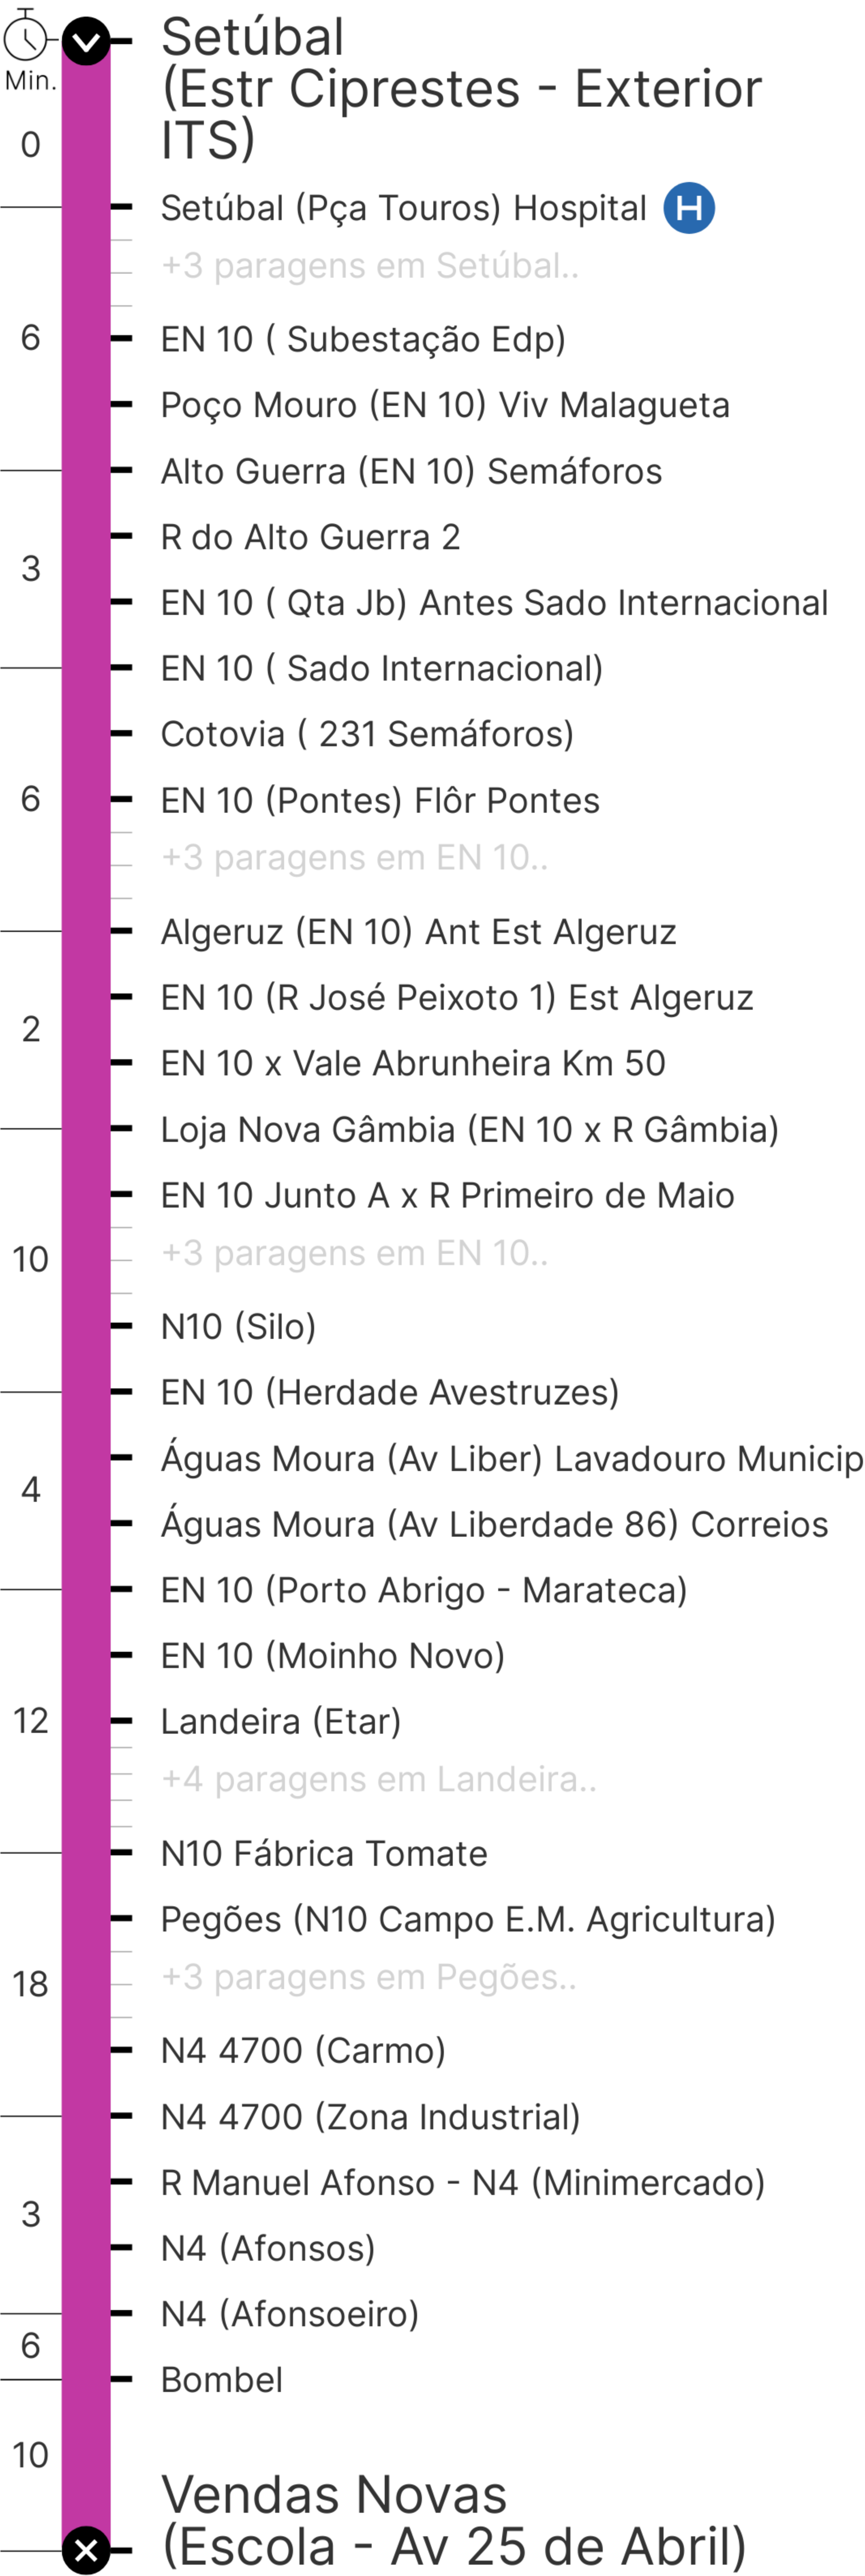 Setúbal
(Estr Ciprestes - Exterior
ITS)
Min.
0
Setúbal (Pça Touros) Hospital H
+3 paragens em Setúbal..
6
EN 10 ( Subestação Edp)
Poço Mouro (EN 10) Viv Malagueta
Alto Guerra (EN 10) Semáforos
R do Alto Guerra 2
3
EN 10 ( Qta Jb) Antes Sado Internacional
EN 10 ( Sado Internacional)
Cotovia ( 231 Semáforos)
6
EN 10 (Pontes) Flôr Pontes
+3 paragens em EN 10..
Algeruz (EN 10) Ant Est Algeruz
EN 10 (R José Peixoto 1) Est Algeruz
2
EN 10 x Vale Abrunheira Km 50
Loja Nova Gâmbia (EN 10 x R Gâmbia)
EN 10 Junto A x R Primeiro de Maio
10
+3 paragens em EN 10..
N10 (Silo)
EN 10 (Herdade Avestruzes)
Águas Moura (Av Liber) Lavadouro Municip
4
Águas Moura (Av Liberdade 86) Correios
EN 10 (Porto Abrigo - Marateca)
EN 10 (Moinho Novo)
12
Landeira (Etar)
+4 paragens em Landeira..
N10 Fábrica Tomate
Pegões (N10 Campo E.M. Agricultura)
18
+3 paragens em Pegões..
N4 4700 (Carmo)
N4 4700 (Zona Industrial)
R Manuel Afonso - N4 (Minimercado)
3
N4 (Afonsos)
N4 (Afonsoeiro)
6
Bombel
10
Vendas Novas
(Escola - Av 25 de Abril)